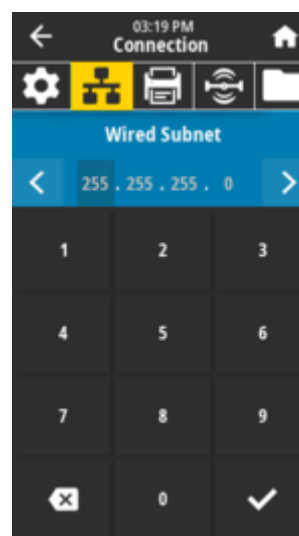 03:19 PM
Connection
Wired Subnet
255 . 255 . 255 . 0
1 2 3
4 5 6
7 8 9
0